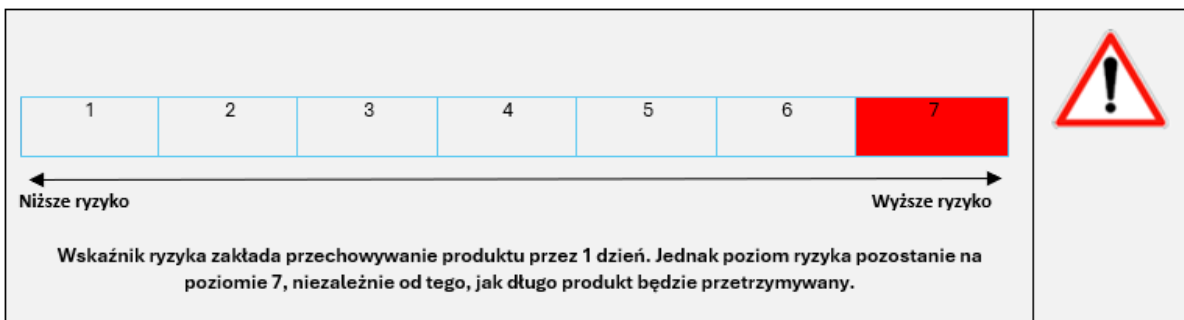 1 2 3 4 5 6 7
Niższe ryzyko Wyższe ryzyko
Wskaźnik ryzyka zakłada przechowywanie produktu przez 1 dzień. Jednak poziom ryzyka pozostanie na
poziomie 7, niezależnie od tego, jak długo produkt będzie przetrzymywany.